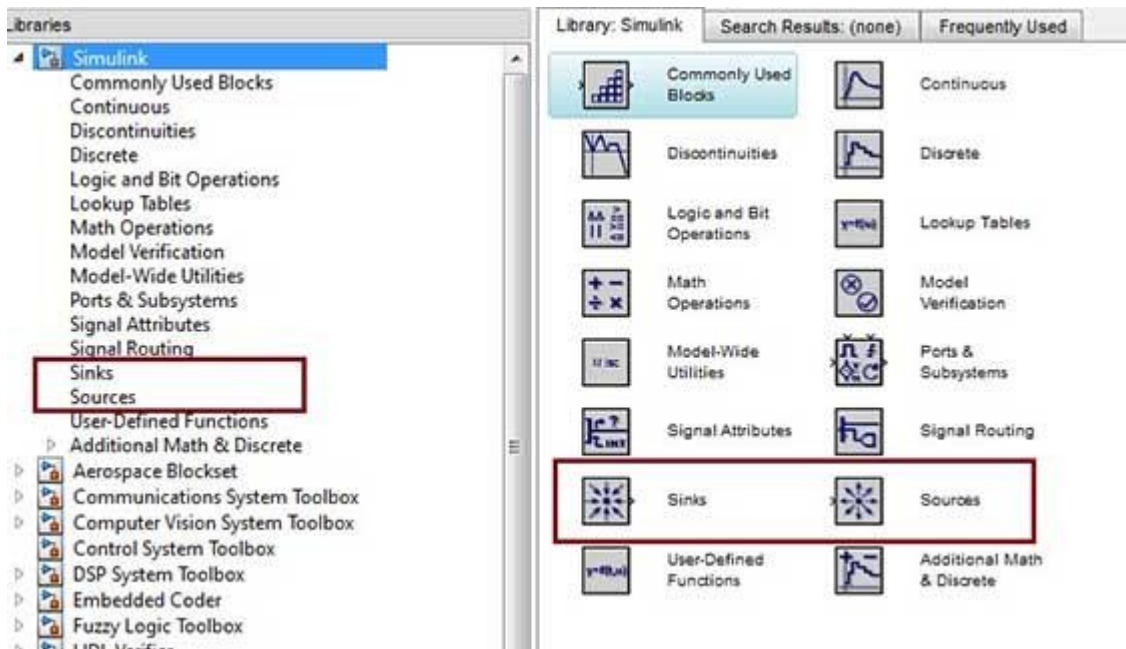 Libraries
Simulink
Commonly Used Blocks
Continuous
Discontinuities
Discrete
Logic and Bit Operations
Lookup Tables
Math Operations
Model Verification
Model-Wide Utilities
Ports & Subsystems
Signal Attributes
Signal Routing
Sinks
Sources
User-Defined Functions
Additional Math & Discrete
Aerospace Blockset
Communications System Toolbox
Computer Vision System Toolbox
Control System Toolbox
DSP System Toolbox
Embedded Coder
Fuzzy Logic Toolbox
Library: Simulink
Search Results: (none)
Frequently Used
Commonly Used
Blocks
Continuous
Discontinuities
Discrete
Logic and Bit
Operations
Lookup Tables
Math
Operations
Model
Verification
Model-Wide
Utilities
Ports &
Subsystems
Signal Attributes
Signal Routing
Sinks
Sources
User-Defined
Functions
Additional Math
& Discrete